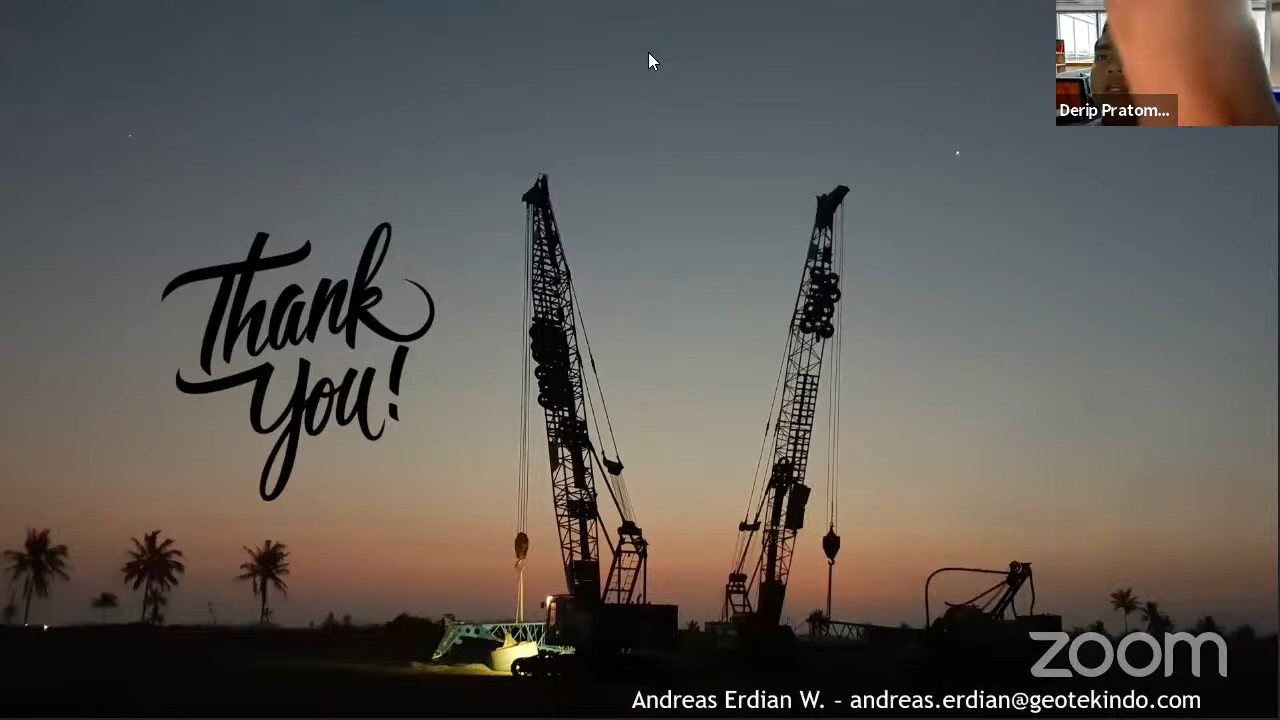 Derip Pratom...
Thank
You!
zoom
Andreas Erdian W. – andreas.erdian@geotekindo.com